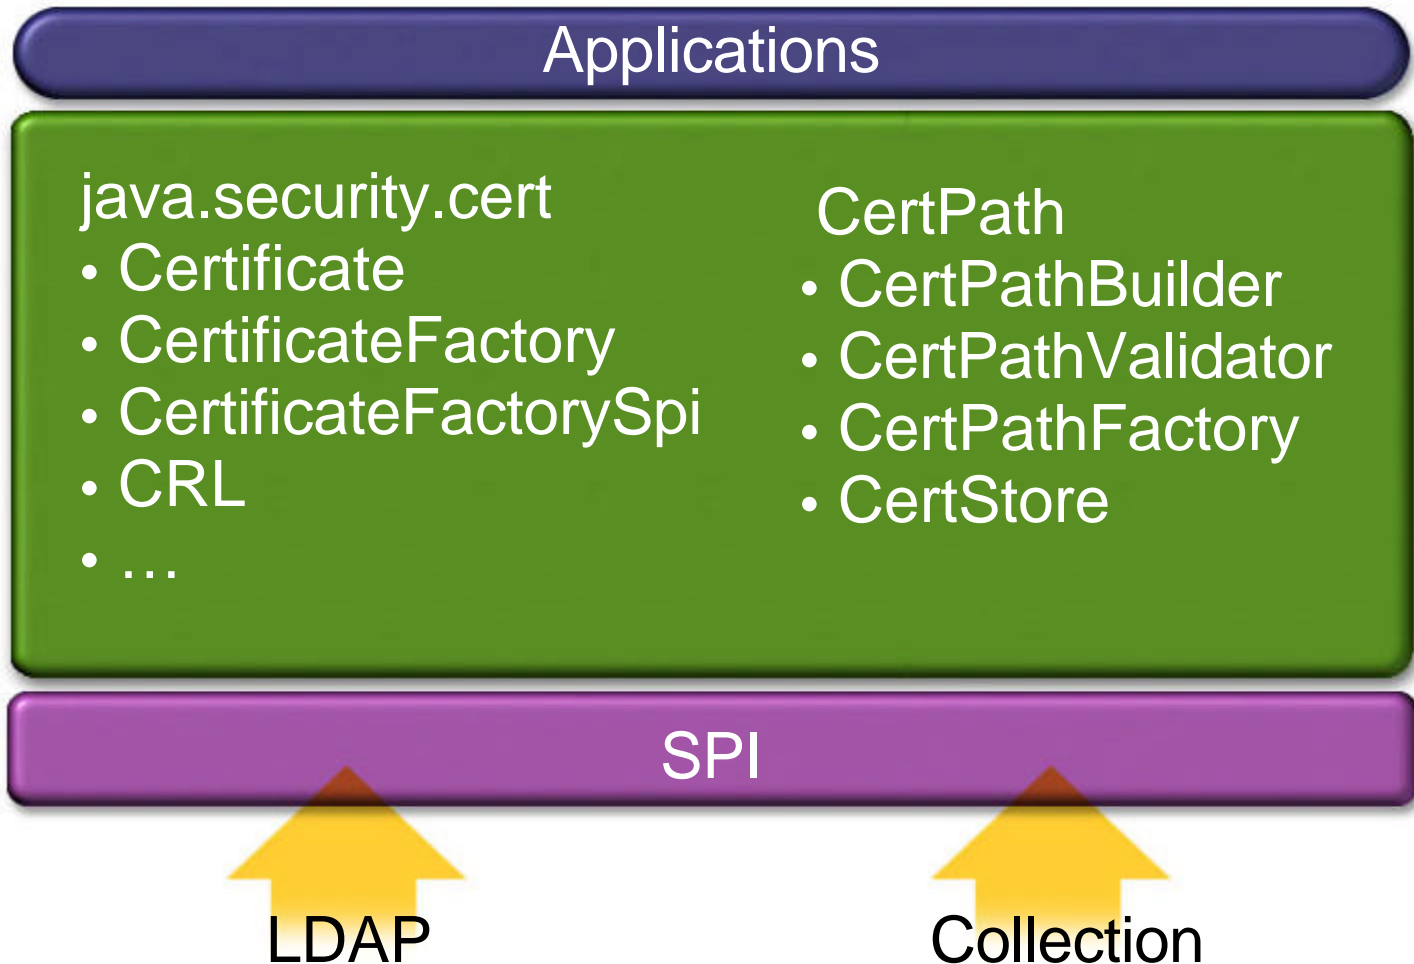 Applications
java.security.cert
• Certificate
• CertificateFactory
• CertificateFactorySpi
• CRL
• …
CertPath
• CertPathBuilder
• CertPathValidator
• CertPathFactory
• CertStore
SPI
LDAP
Collection